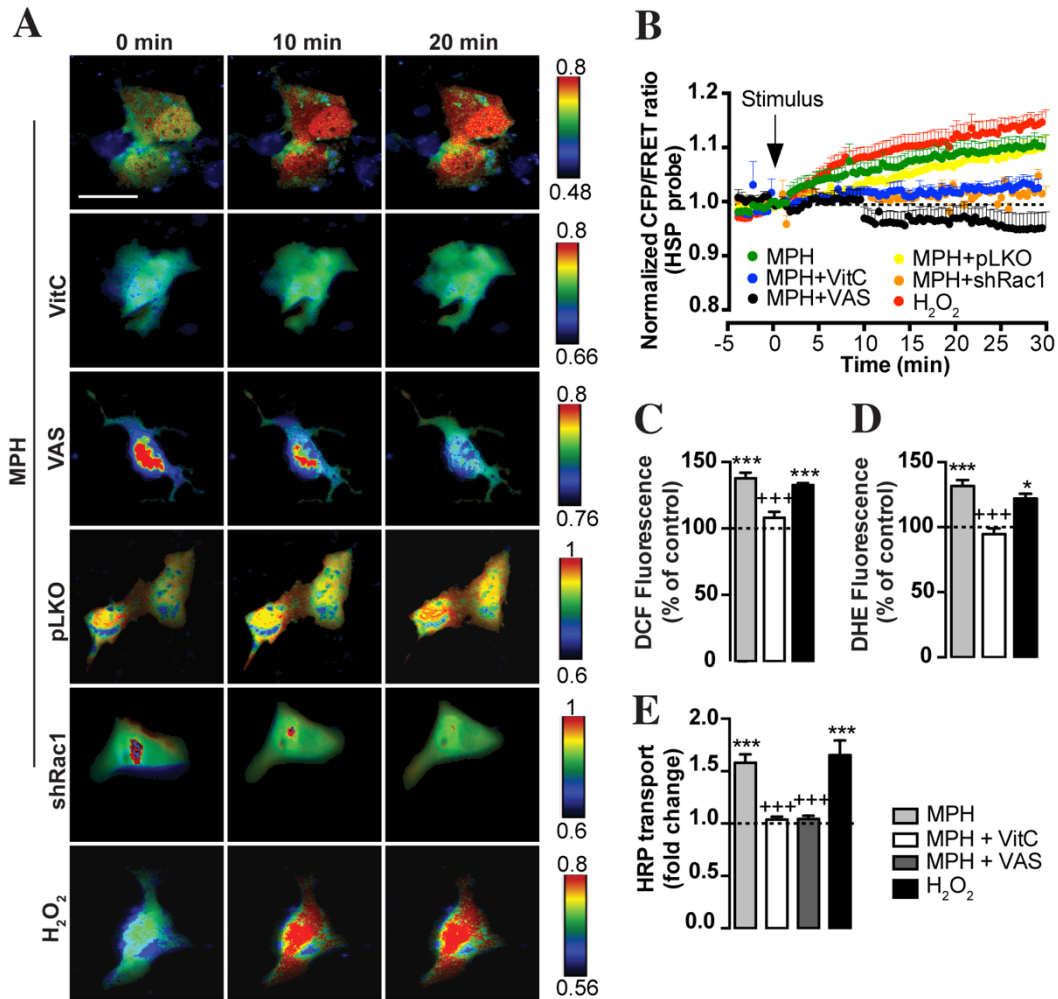 A
0 min 10 min 20 min
MPH
0.8
0.48
VitC
0.8
0.66
VAS
0.8
0.76
pLKO
1
0.6
shRac1
1
0.6
H2O2
0.8
0.56
B
Normalized CFP/FRET ratio
(HSP probe)
1.2
1.1
1.0
0.9
0.8
Stimulus
MPH
MPH+VitC
MPH+VAS
MPH+pLKO
MPH+shRac1
H2O2
-5 0 5 10 15 20 25 30
Time (min)
C
DCF Fluorescence
(% of control)
150
100
50
0
***
+++
***
D
DHE Fluorescence
(% of control)
150
100
50
0
***
+++
*
E
HRP transport
(fold change)
2.0
1.5
1.0
0.5
0.0
***
+++
+++
***
MPH
MPH + VitC
MPH + VAS
H2O2